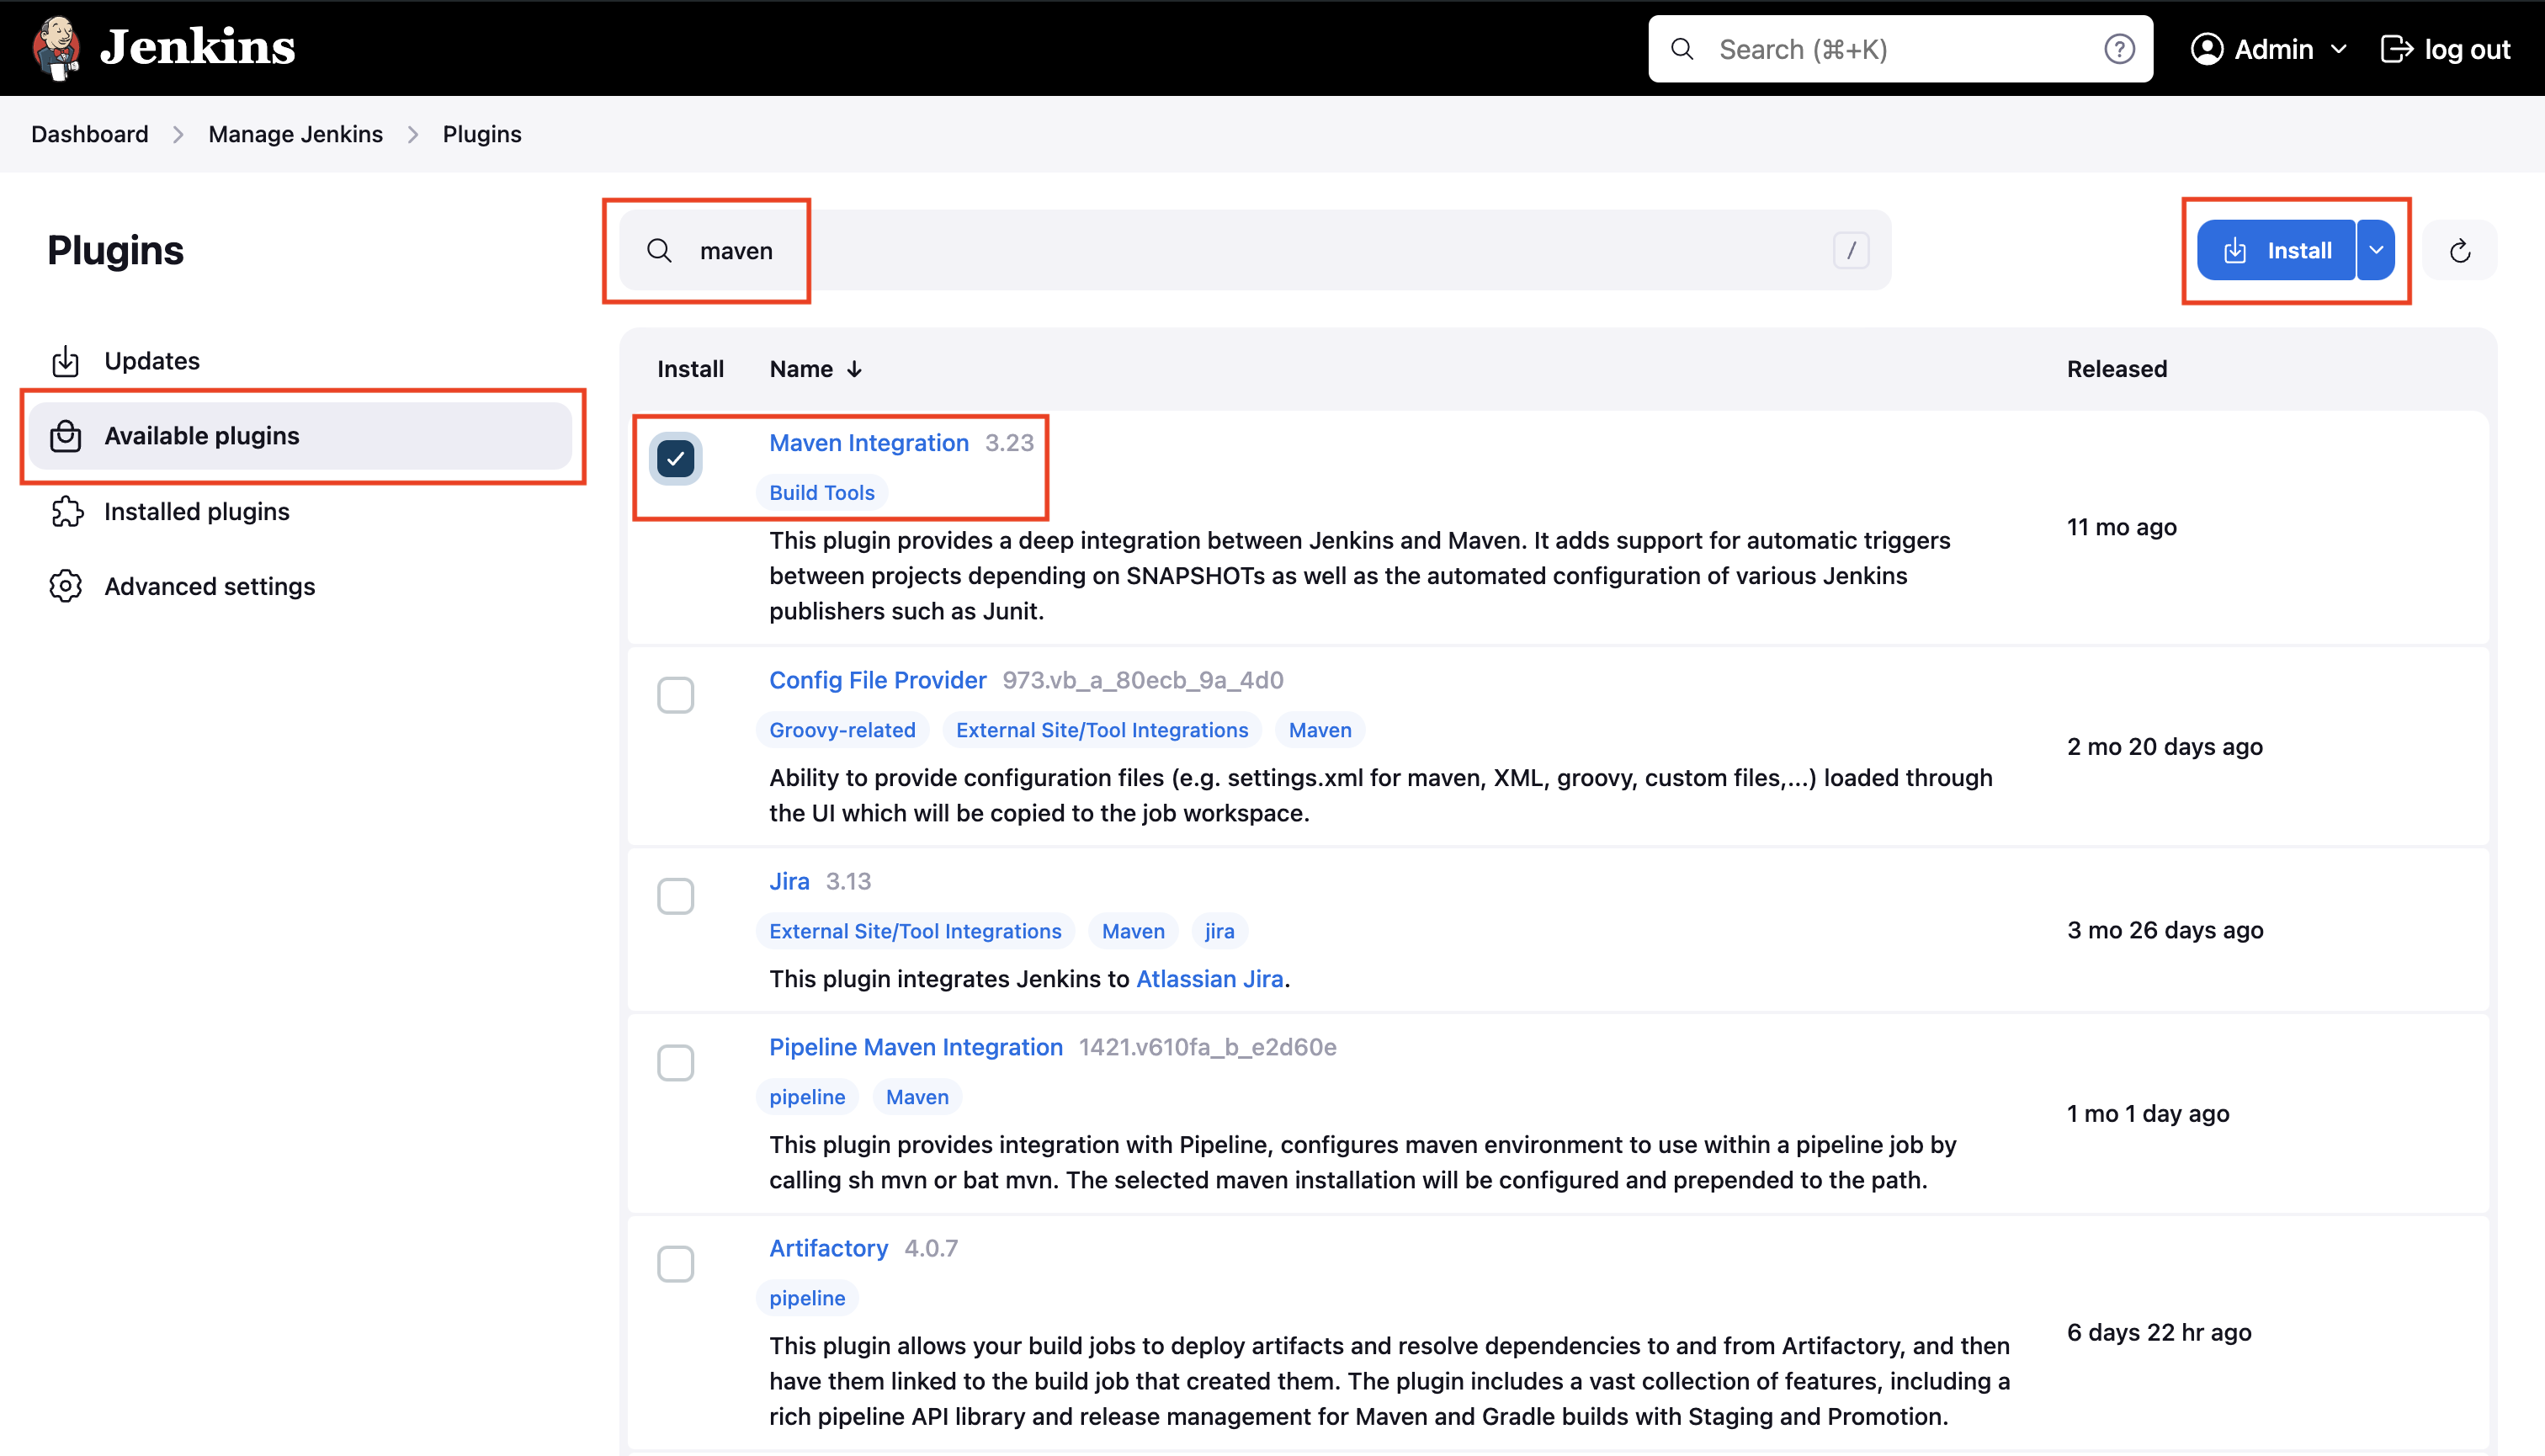 Jenkins
Search (⌘+K)
Admin
log out
Dashboard
Manage Jenkins
Plugins
Plugins
maven
/
Install
Updates
Available plugins
Installed plugins
Advanced settings
Install
Name ↓
Released
Maven Integration 3.23
Build Tools
This plugin provides a deep integration between Jenkins and Maven. It adds support for automatic triggers
between projects depending on SNAPSHOTs as well as the automated configuration of various Jenkins
publishers such as Junit.
11 mo ago
Config File Provider 973.vb_a_80ecb_9a_4d0
Groovy-related External Site/Tool Integrations Maven
Ability to provide configuration files (e.g. settings.xml for maven, XML, groovy, custom files,...) loaded through
the UI which will be copied to the job workspace.
2 mo 20 days ago
Jira 3.13
External Site/Tool Integrations Maven jira
This plugin integrates Jenkins to Atlassian Jira.
3 mo 26 days ago
Pipeline Maven Integration 1421.v610fa_b_e2d60e
pipeline Maven
This plugin provides integration with Pipeline, configures maven environment to use within a pipeline job by
calling sh mvn or bat mvn. The selected maven installation will be configured and prepended to the path.
1 mo 1 day ago
Artifactory 4.0.7
pipeline
This plugin allows your build jobs to deploy artifacts and resolve dependencies to and from Artifactory, and then
have them linked to the build job that created them. The plugin includes a vast collection of features, including a
rich pipeline API library and release management for Maven and Gradle builds with Staging and Promotion.
6 days 22 hr ago